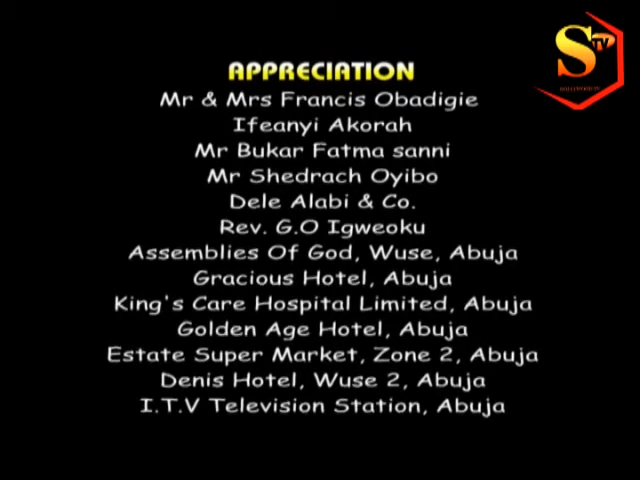 STV
NOLLYWOOD TV
APPRECIATION
Mr & Mrs Francis Obadigie
Ifeanyi Akorah
Mr Bukar Fatma sanni
Mr Shedrach Oyibo
Dele Alabi & Co.
Rev. G.O Igweoku
Assemblies Of God, Wuse, Abuja
Gracious Hotel, Abuja
King's Care Hospital Limited, Abuja
Golden Age Hotel, Abuja
Estate Super Market, Zone 2, Abuja
Denis Hotel, Wuse 2, Abuja
I.T.V Television Station, Abuja